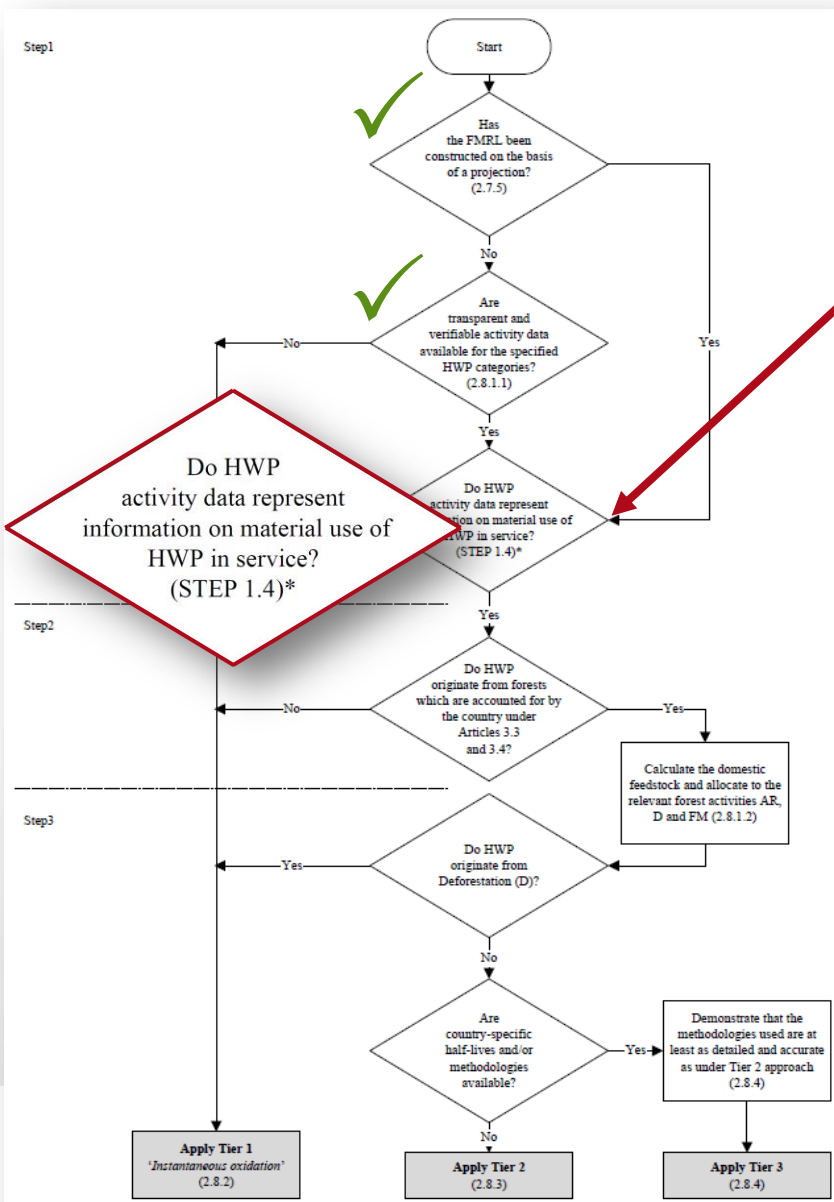 Step1
Start
Has
the FMRL been
constructed on the basis
of a projection?
(2.7.5)
No
Yes
Are
transparent and
verifiable activity data
available for the specified
HWP categories?
(2.8.1.1)
No
Yes
Do HWP
activity data represent
information on material use of
HWP in service?
(STEP 1.4)*
Do HWP
activity data represent
ation on material use of
HWP in service?
(STEP 1.4)*
Yes
Step2
Do HWP
originate from forests
which are accounted for by
the country under
Articles 3.3
and 3.4?
No
Yes
Calculate the domestic
feedstock and allocate to the
relevant forest activities AR,
D and FM (2.8.1.2)
Step3
Do HWP
originate from
Deforestation (D)?
Yes
No
Are
country-specific
half-lives and/or
methodologies
available?
Yes
Demonstrate that the
methodologies used are at
least as detailed and accurate
as under Tier 2 approach
(2.8.4)
No
Apply Tier 1
‘Instantaneous oxidation’
(2.8.2)
Apply Tier 2
(2.8.3)
Apply Tier 3
(2.8.4)